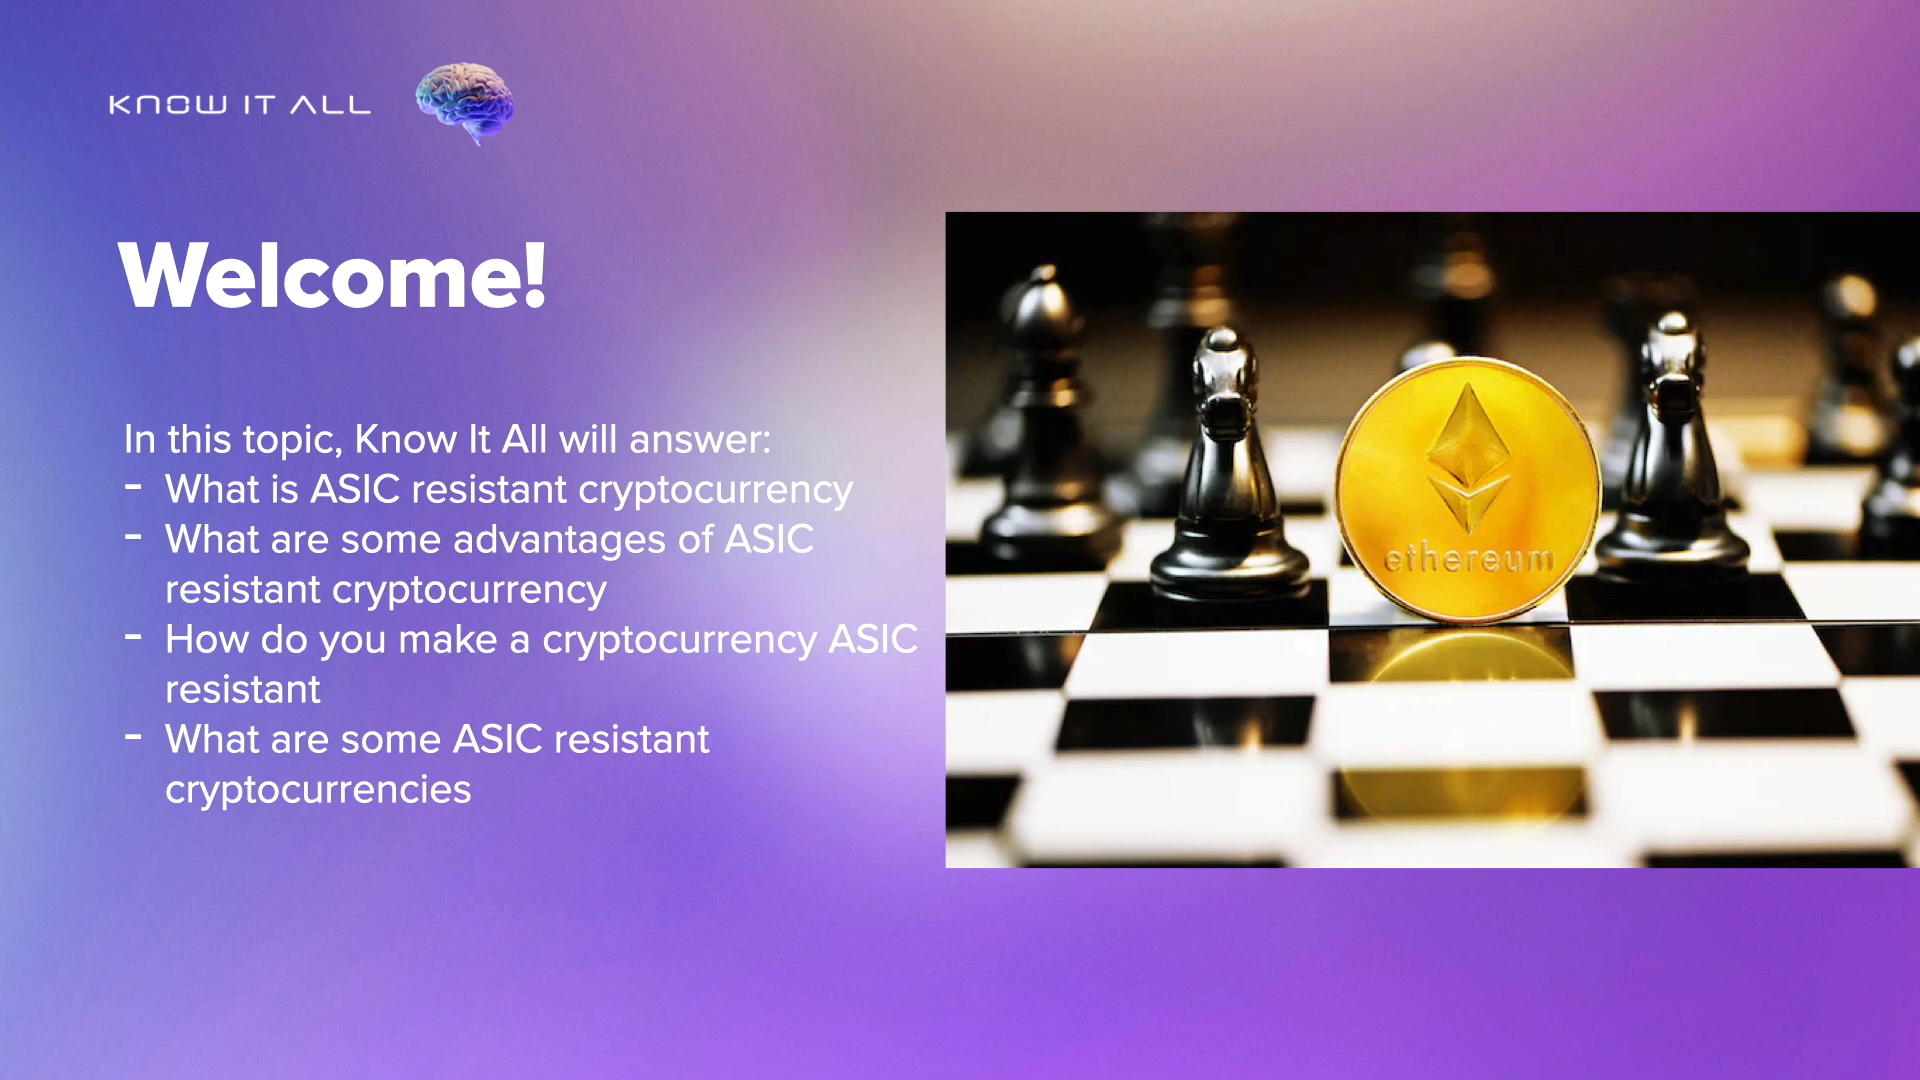 KNOW IT ALL
Welcome!
In this topic, Know It All will answer:
- What is ASIC resistant cryptocurrency
- What are some advantages of ASIC
resistant cryptocurrency
- How do you make a cryptocurrency ASIC
resistant
- What are some ASIC resistant
cryptocurrencies
ethereum